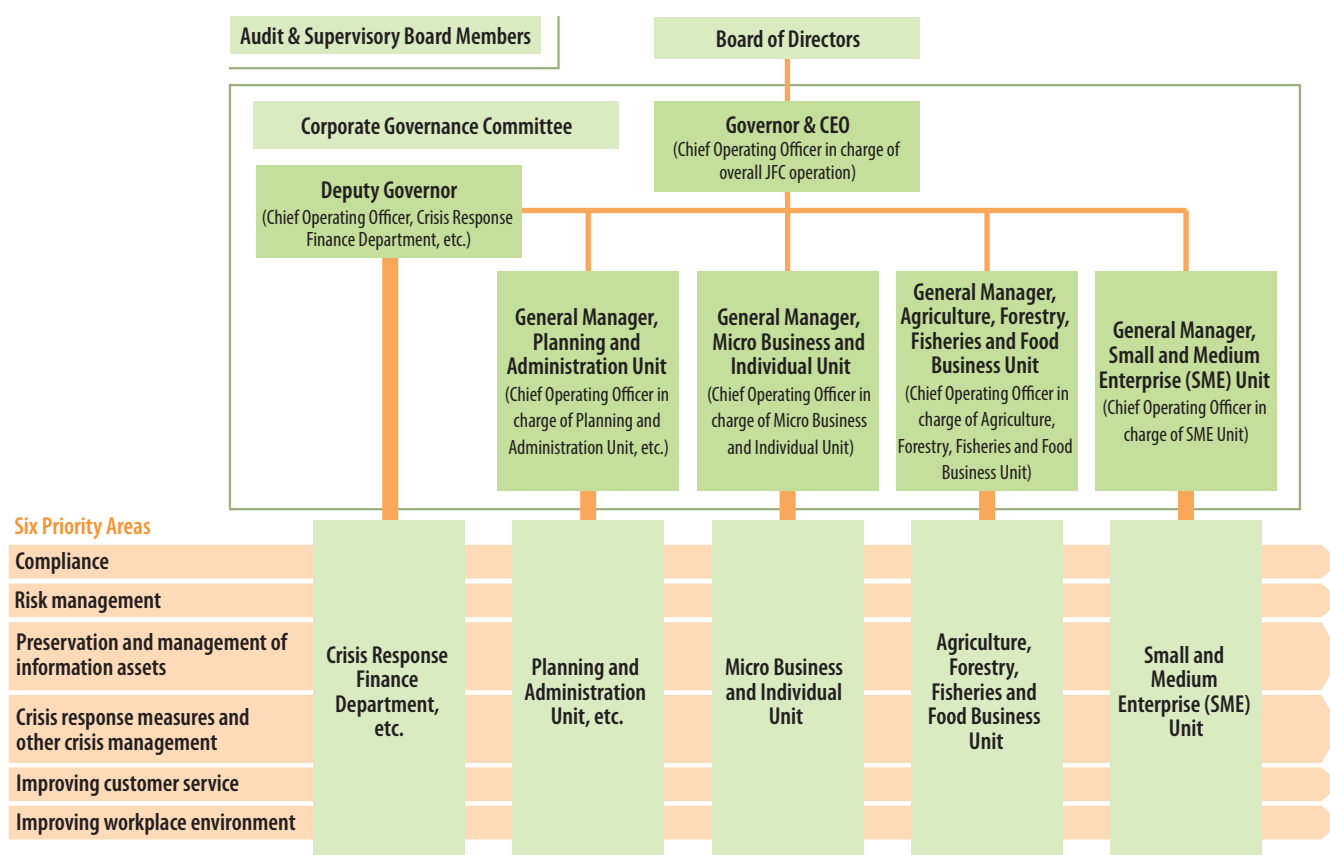 Audit & Supervisory Board Members
Board of Directors
Corporate Governance Committee
Governor & CEO
(Chief Operating Officer in charge of
overall JFC operation)
Deputy Governor
(Chief Operating Officer, Crisis Response
Finance Department, etc.)
General Manager,
Planning and
Administration Unit
(Chief Operating Officer in
charge of Planning and
Administration Unit, etc.)
General Manager,
Micro Business and
Individual Unit
(Chief Operating Officer in
charge of Micro Business
and Individual Unit)
General Manager,
Agriculture, Forestry,
Fisheries and Food
Business Unit
(Chief Operating Officer in
charge of Agriculture,
Forestry, Fisheries and Food
Business Unit)
General Manager,
Small and Medium
Enterprise (SME) Unit
(Chief Operating Officer in
charge of SME Unit)
Six Priority Areas
Compliance
Risk management
Preservation and management of
information assets
Crisis response measures and
other crisis management
Improving customer service
Improving workplace environment
Crisis Response
Finance
Department,
etc.
Planning and
Administration
Unit, etc.
Micro Business
and Individual
Unit
Agriculture,
Forestry,
Fisheries and
Food Business
Unit
Small and
Medium
Enterprise (SME)
Unit